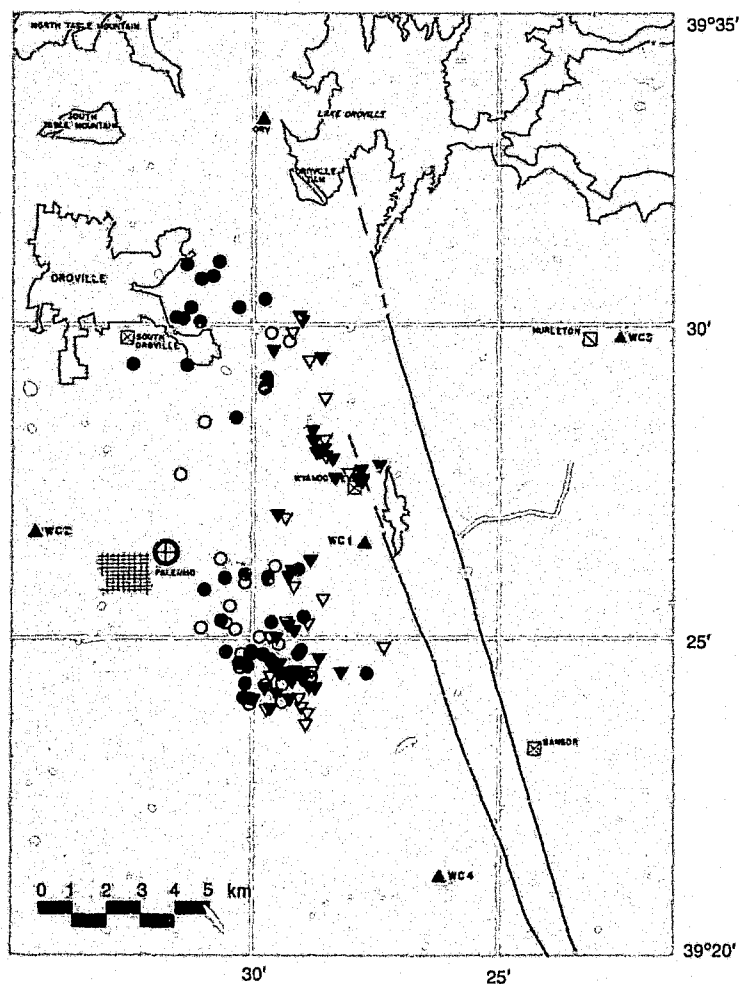 39°35'
NORTH TABLE MOUNTAIN
SOUTH
TABLE MOUNTAIN
LAKE OROVILLE
ORV
OROVILLE
DAM
OROVILLE
30'
SOUTH
OROVILLE
HURLETON
WC3
WC2
WC1
PALERMO
25'
BANGOR
WC4
0 1 2 3 4 5 km
39°20'
30'
25'